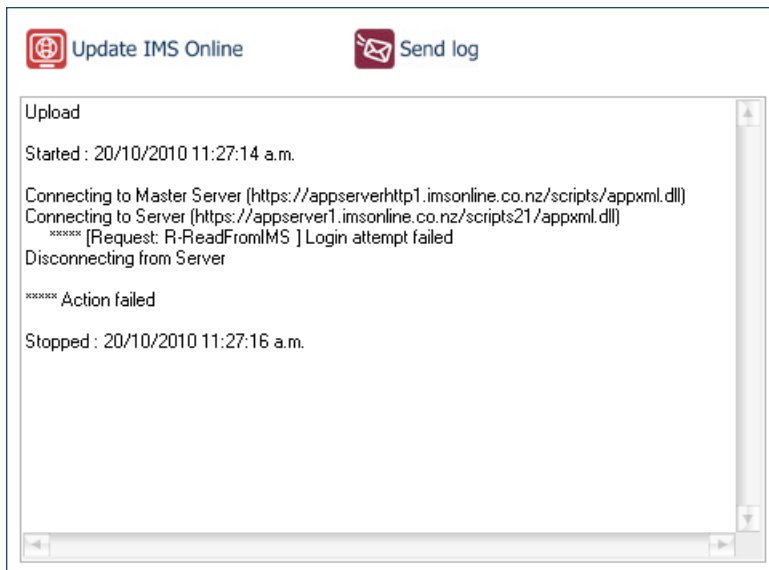 Update IMS Online
Send log
Upload
Started : 20/10/2010 11:27:14 a.m.
Connecting to Master Server (https://appserverhttp1.imsonline.co.nz/scripts/appxml.dll)
Connecting to Server (https://appserver1.imsonline.co.nz/scripts21/appxml.dll)
***** [Request: R-ReadFromIMS ] Login attempt failed
Disconnecting from Server
***** Action failed
Stopped : 20/10/2010 11:27:16 a.m.